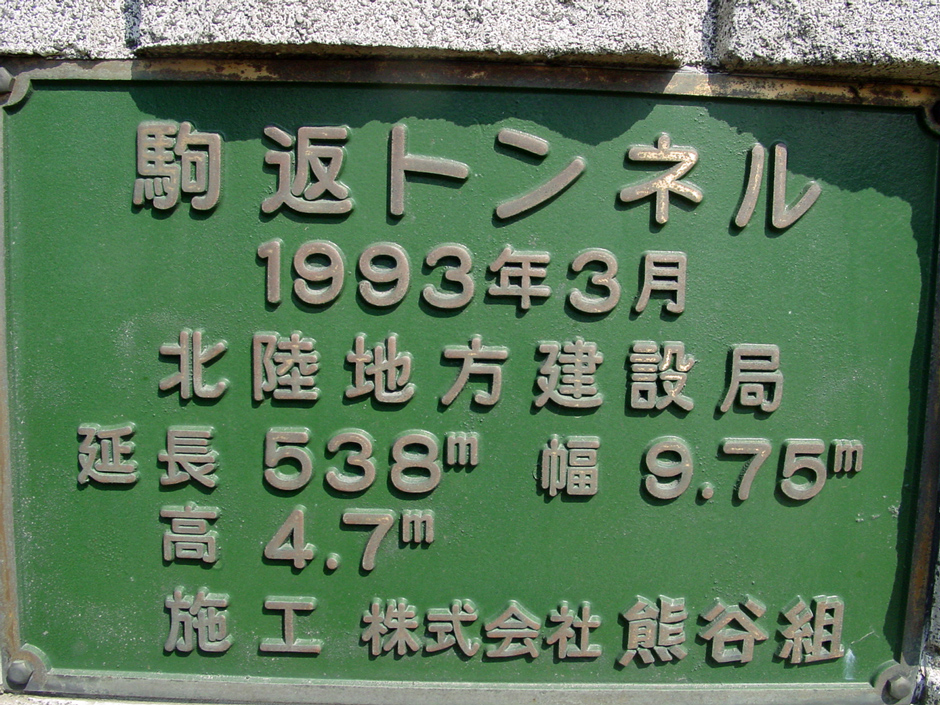 駒返トンネル
1993年3月
北陸地方建設局
延長 538m 幅 9.75m
高 4.7m
施工 株式会社 熊谷組